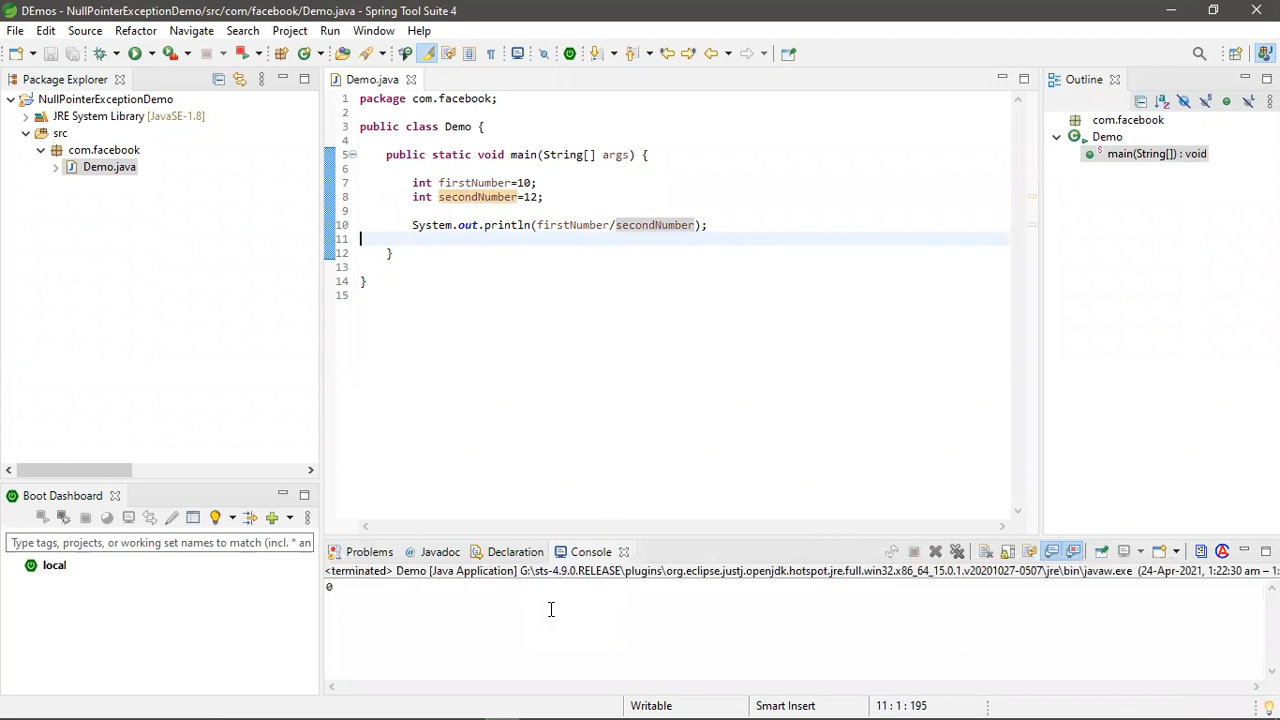 DEmos - NullPointerExceptionDemo/src/com/facebook/Demo.java - Spring Tool Suite 4
File Edit Source Refactor Navigate Search Project Run Window Help
Package Explorer
NullPointerExceptionDemo
JRE System Library [JavaSE-1.8]
src
com.facebook
Demo.java
Demo.java
1 package com.facebook;
2
3 public class Demo {
4
5 public static void main(String[] args) {
6
7 int firstNumber=10;
8 int secondNumber=12;
9
10 System.out.println(firstNumber/secondNumber);
11
12 }
13
14 }
15
Outline
com.facebook
Demo
S main(String[]) : void
Boot Dashboard
Type tags, projects, or working set names to match (incl. * an
local
Problems Javadoc Declaration Console
<terminated> Demo [Java Application] G:\sts-4.9.0.RELEASE\plugins\org.eclipse.justj.openjdk.hotspot.jre.full.win32.x86_64_15.0.1.v20201027-0507\jre\bin\javaw.exe (24-Apr-2021, 1:22:30 am – 1:
0
Writable Smart Insert 11 : 1 : 195